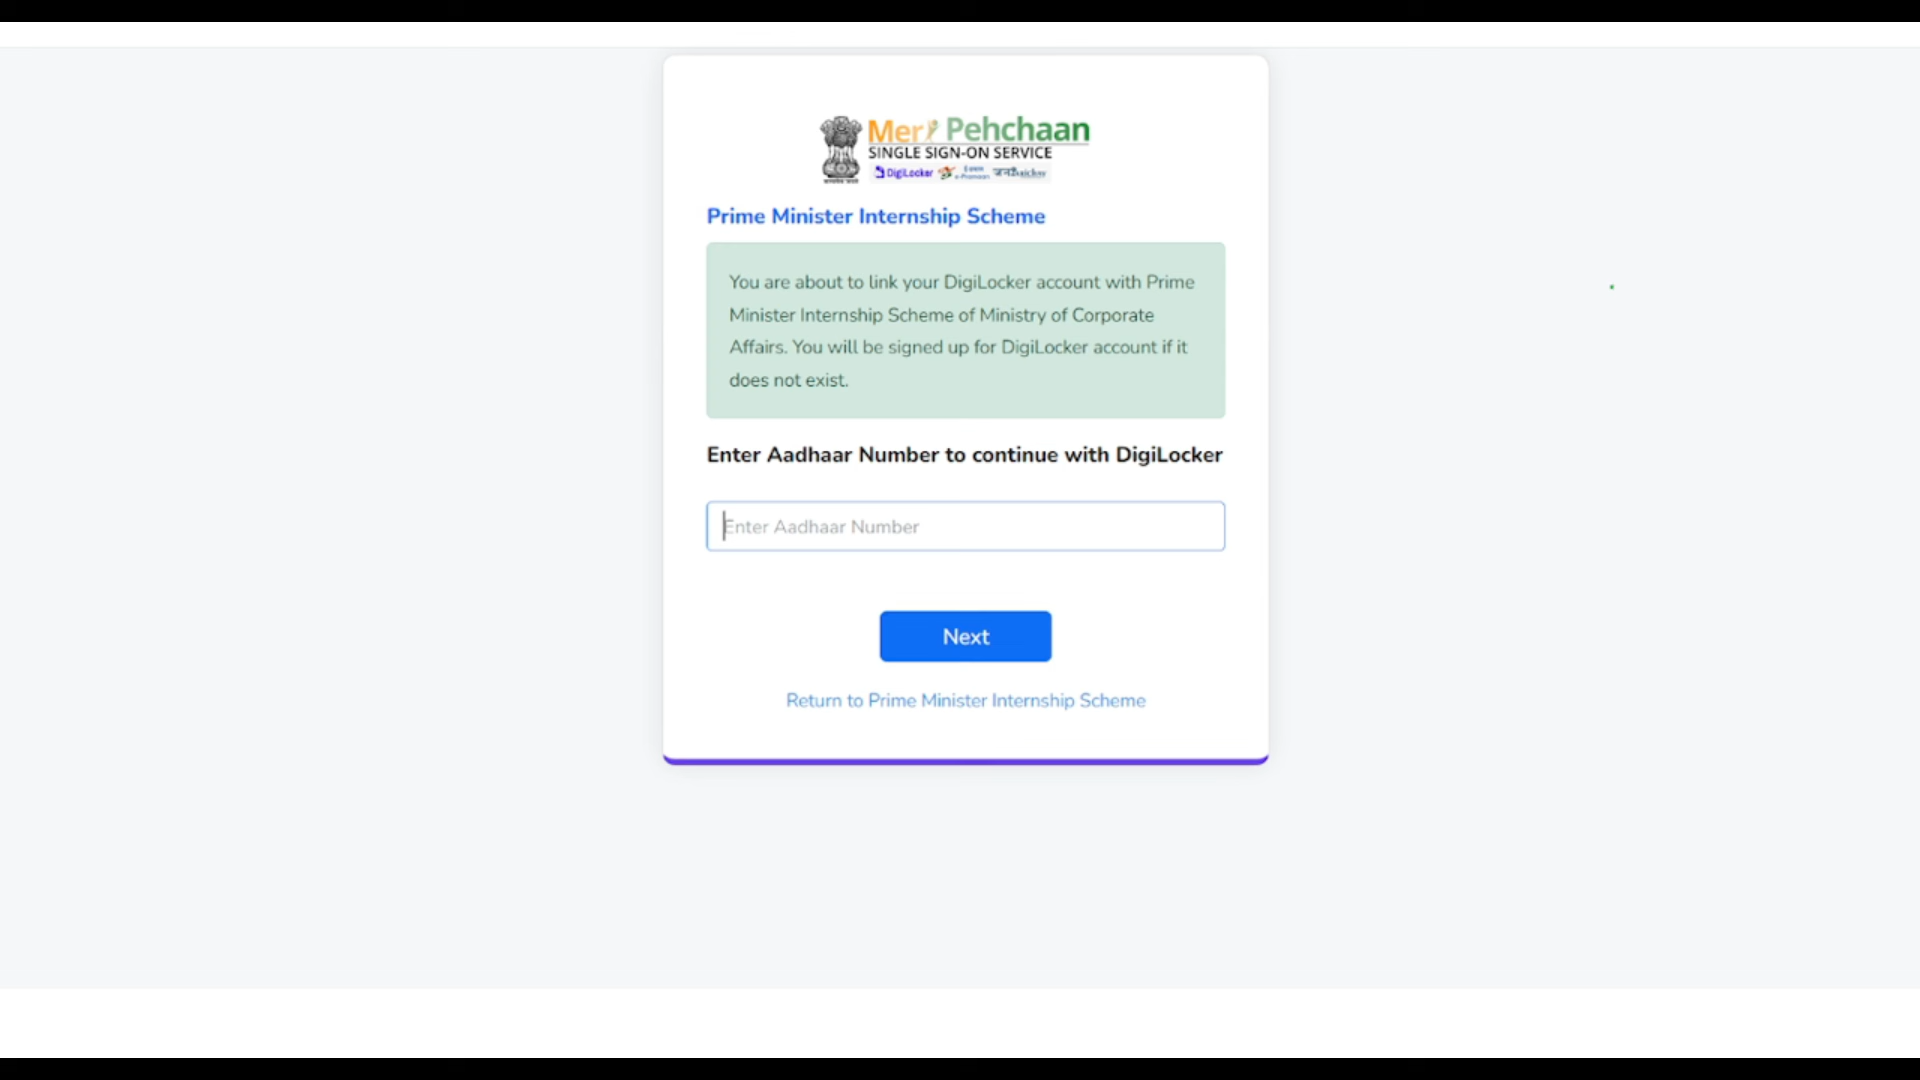 Meri Pehchaan
SINGLE SIGN-ON SERVICE
DigiLocker
Prime Minister Internship Scheme
You are about to link your DigiLocker account with Prime
Minister Internship Scheme of Ministry of Corporate
Affairs. You will be signed up for DigiLocker account if it
does not exist.
Enter Aadhaar Number to continue with DigiLocker
Enter Aadhaar Number
Next
Return to Prime Minister Internship Scheme